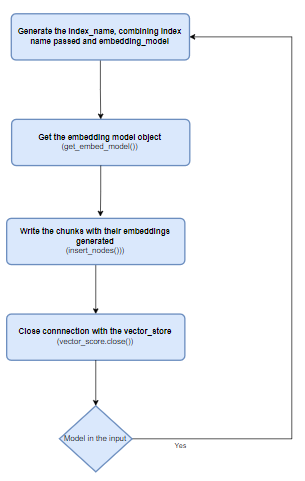 Generate the index_name, combining index
name passed and embedding_model
Get the embedding model object
(get_embed_model())
Write the chunks with their embeddings
generated
(insert_nodes()))
Close connnection with the vector_store
(vector_score.close())
Model in the input
Yes